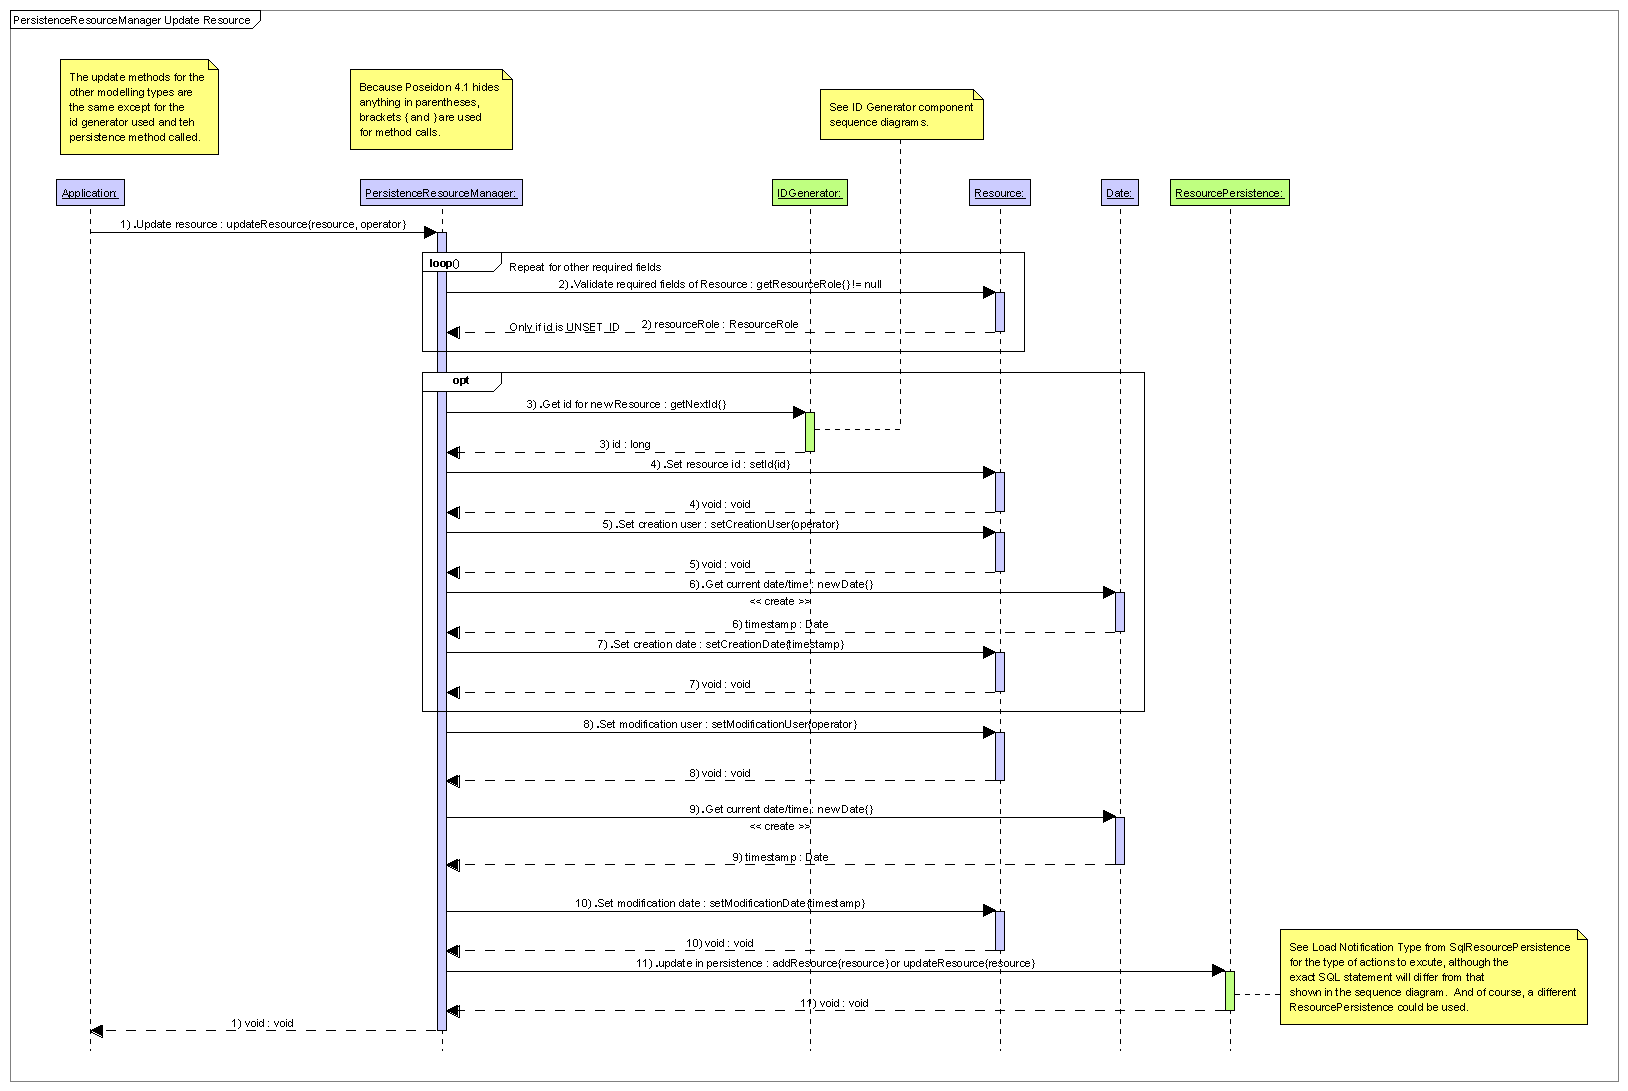 PersistenceResourceManager Update Resource
The update methods for the
other modelling types are
the same except for the
id generator used and teh
persistence method called.
Because Poseidon 4.1 hides
anything in parentheses,
brackets { and } are used
for method calls.
See ID Generator component
sequence diagrams.
Application:
PersistenceResourceManager:
IDGenerator:
Resource:
Date:
ResourcePersistence:
1) .Update resource : updateResource{resource, operator}
loop()
Repeat for other required fields
2) .Validate required fields of Resource : getResourceRole{} != null
Only if id is UNSET_ID
2) resourceRole : ResourceRole
opt
3) .Get id for new Resource : getNextId{}
3) id : long
4) .Set resource id : setId{id}
4) void : void
5) .Set creation user : setCreationUser{operator}
5) void : void
6) .Get current date/time : new Date{}
<< create >>
6) timestamp : Date
7) .Set creation date : setCreationDate{timestamp}
7) void : void
8) .Set modification user : setModificationUser{operator}
8) void : void
9) .Get current date/time : new Date{}
<< create >>
9) timestamp : Date
10) .Set modification date : setModificationDate{timestamp}
10) void : void
11) .update in persistence : addResource{resource} or updateResource{resource}
11) void : void
1) void : void
See Load Notification Type from SqlResourcePersistence
for the type of actions to excute, although the
exact SQL statement will differ from that
shown in the sequence diagram.  And of course, a different
ResourcePersistence could be used.